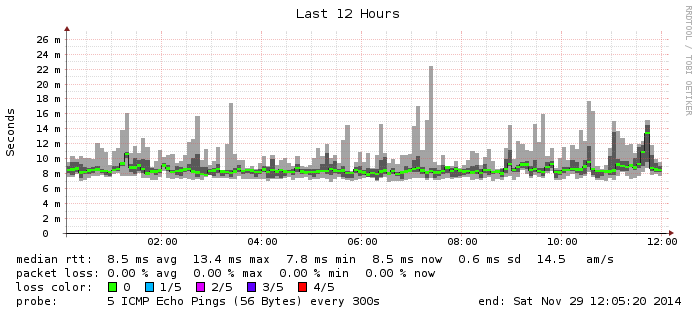 Last 12 Hours
RRDTOOL / TOBI OETIKER
Seconds
26 m
24 m
22 m
20 m
18 m
16 m
14 m
12 m
10 m
8 m
6 m
4 m
2 m
0
02:00 04:00 06:00 08:00 10:00 12:00
median rtt: 8.5 ms avg 13.4 ms max 7.8 ms min 8.5 ms now 0.6 ms sd 14.5 am/s
packet loss: 0.00 % avg 0.00 % max 0.00 % min 0.00 % now
loss color: 0 1/5 2/5 3/5 4/5
probe: 5 ICMP Echo Pings (56 Bytes) every 300s end: Sat Nov 29 12:05:20 2014